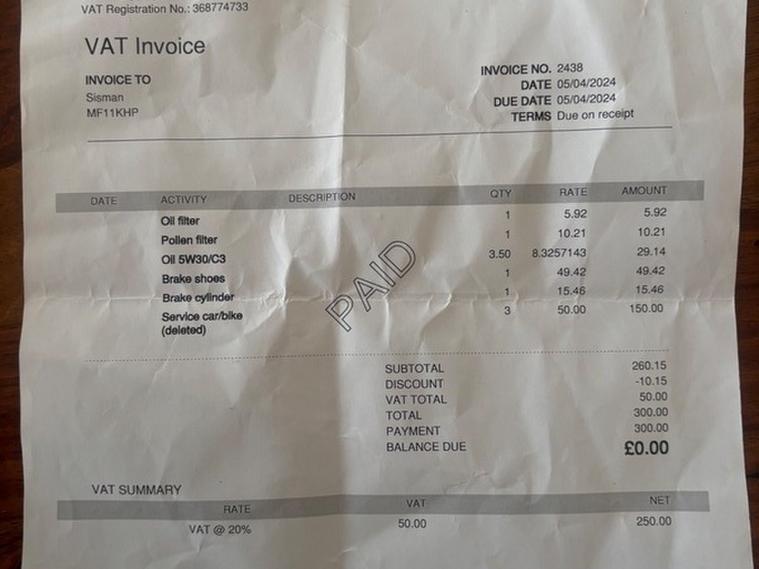 VAT Registration No.: 368774733
VAT Invoice
INVOICE TO
Sisman
MF11KHP
INVOICE NO. 2438
DATE 05/04/2024
DUE DATE 05/04/2024
TERMS Due on receipt
DATE ACTIVITY DESCRIPTION QTY RATE AMOUNT
Oil filter 1 5.92 5.92
Pollen filter 1 10.21 10.21
Oil 5W30/C3 3.50 8.3257143 29.14
Brake shoes 1 49.42 49.42
Brake cylinder 1 15.46 15.46
Service car/bike 3 50.00 150.00
(deleted)
PAID
SUBTOTAL 260.15
DISCOUNT -10.15
VAT TOTAL 50.00
TOTAL 300.00
PAYMENT 300.00
BALANCE DUE £0.00
VAT SUMMARY
RATE VAT NET
VAT @ 20% 50.00 250.00